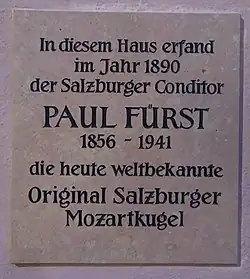 In diesem Haus erfand
im Jahr 1890
der Salzburger Conditor
PAUL FÜRST
1856 - 1941
die heute weltbekannte
Original Salzburger
Mozartkugel